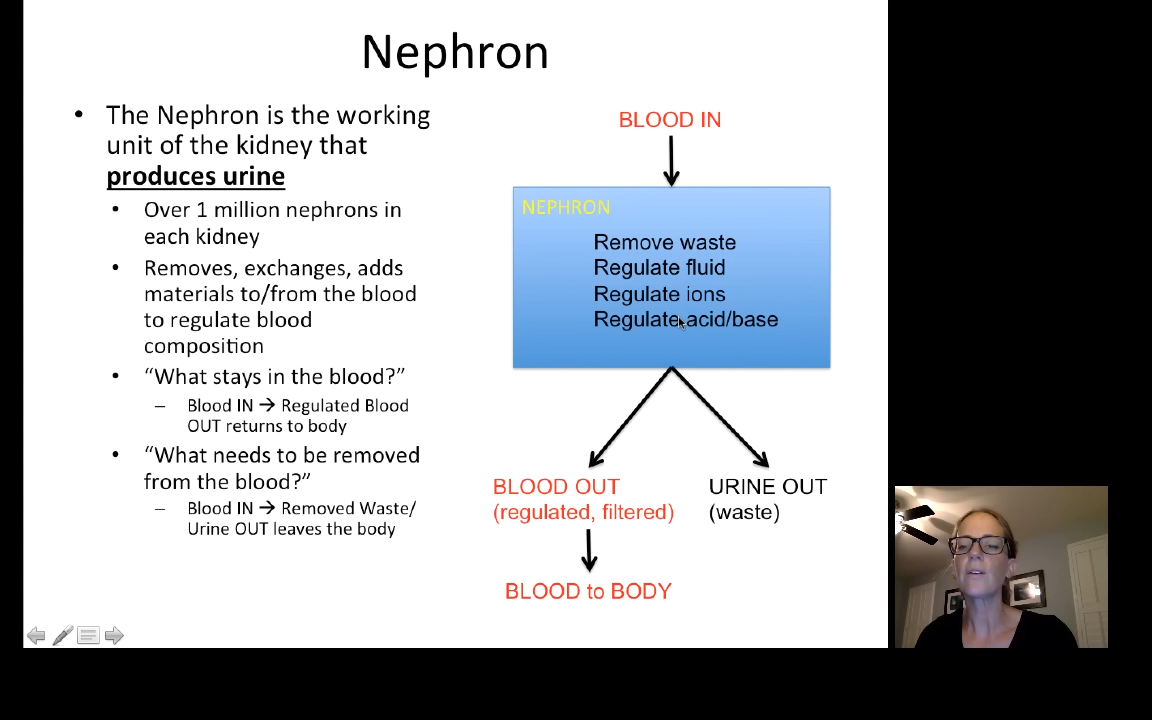 Nephron
• The Nephron is the working
unit of the kidney that
produces urine
• Over 1 million nephrons in
each kidney
• Removes, exchanges, adds
materials to/from the blood
to regulate blood
composition
• “What stays in the blood?”
– Blood IN → Regulated Blood
OUT returns to body
• “What needs to be removed
from the blood?”
– Blood IN → Removed Waste/
Urine OUT leaves the body
BLOOD IN
NEPHRON
Remove waste
Regulate fluid
Regulate ions
Regulate acid/base
BLOOD OUT
(regulated, filtered)
URINE OUT
(waste)
BLOOD to BODY